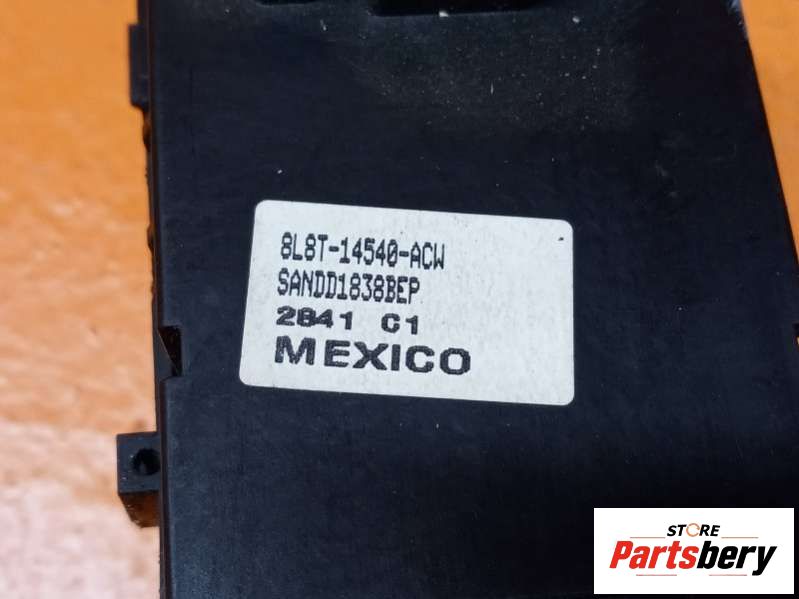 8L8T-14540-ACW
SANDD1838BEP
2841 C1
MEXICO
STORE
Partsbery